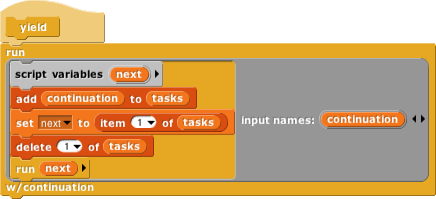 yield
run
script variables next
add continuation to tasks
set next to item 1 of tasks
input names: continuation
delete 1 of tasks
run next
w/continuation